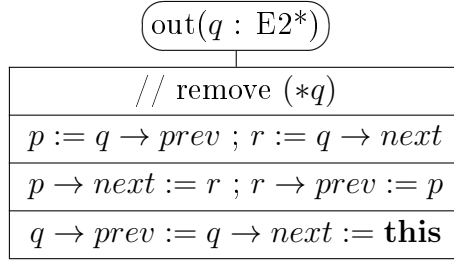 out(q : E2*)
// remove (*q)
p := q → prev ; r := q → next
p → next := r ; r → prev := p
q → prev := q → next := this